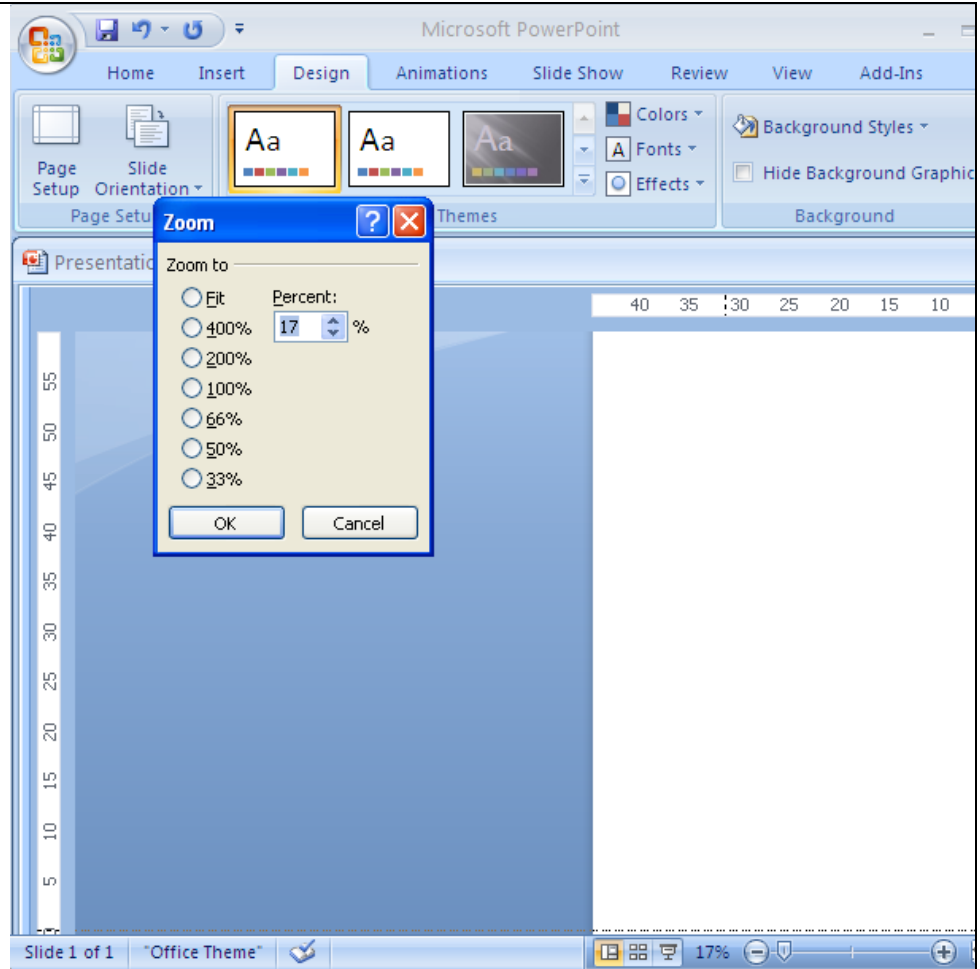 Microsoft PowerPoint
Home Insert Design Animations Slide Show Review View Add-Ins
Aa Aa Aa
Colors
Fonts
Effects
Background Styles
Hide Background Graphic
Page Setup
Slide Orientation
Page Setu
Themes
Background
Presentatic
Zoom
Zoom to
Fit
Percent:
400%
17 %
200%
100%
66%
50%
33%
OK Cancel
40 35 30 25 20 15 10
55
50
45
40
35
30
25
20
15
10
5
Slide 1 of 1 "Office Theme" 17%